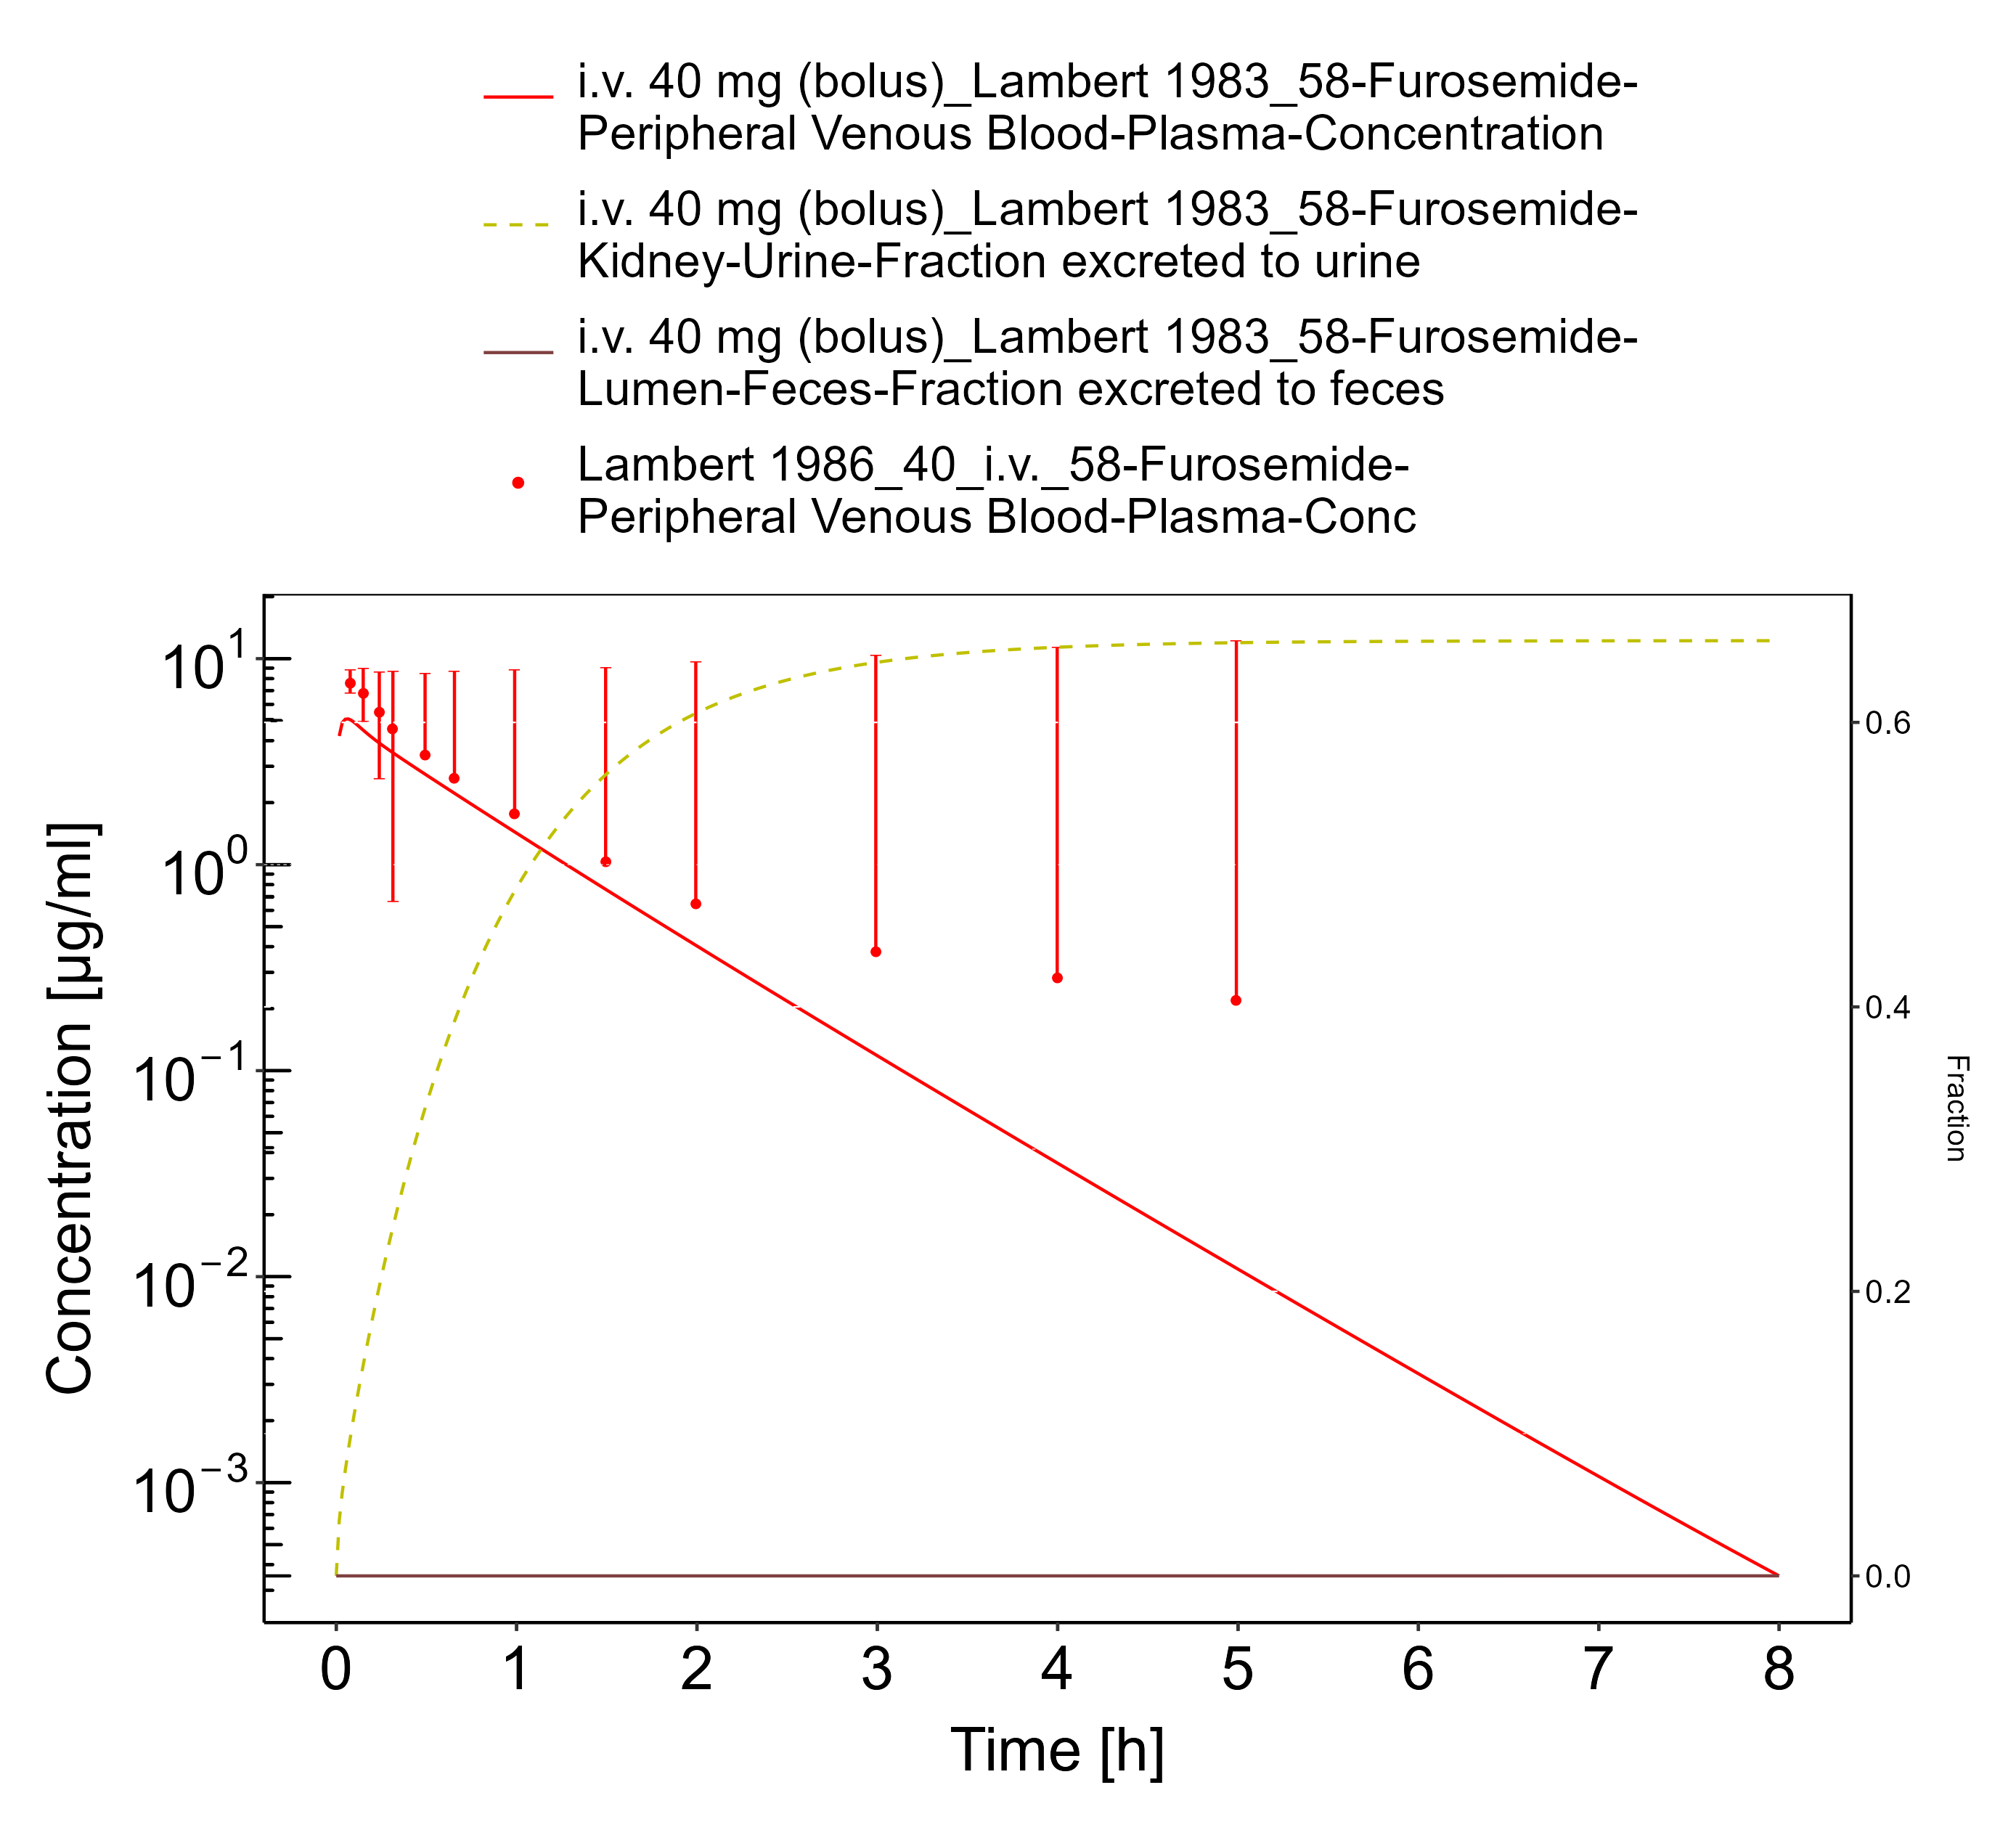 i.v. 40 mg (bolus)_Lambert 1983_58-Furosemide-
Peripheral Venous Blood-Plasma-Concentration
i.v. 40 mg (bolus)_Lambert 1983_58-Furosemide-
Kidney-Urine-Fraction excreted to urine
i.v. 40 mg (bolus)_Lambert 1983_58-Furosemide-
Lumen-Feces-Fraction excreted to feces
Lambert 1986_40_i.v._58-Furosemide-
Peripheral Venous Blood-Plasma-Conc
Concentration [µg/ml]
10¹
10⁰
10⁻¹
10⁻²
10⁻³
0.6
0.4
0.2
0.0
Fraction
0 1 2 3 4 5 6 7 8
Time [h]